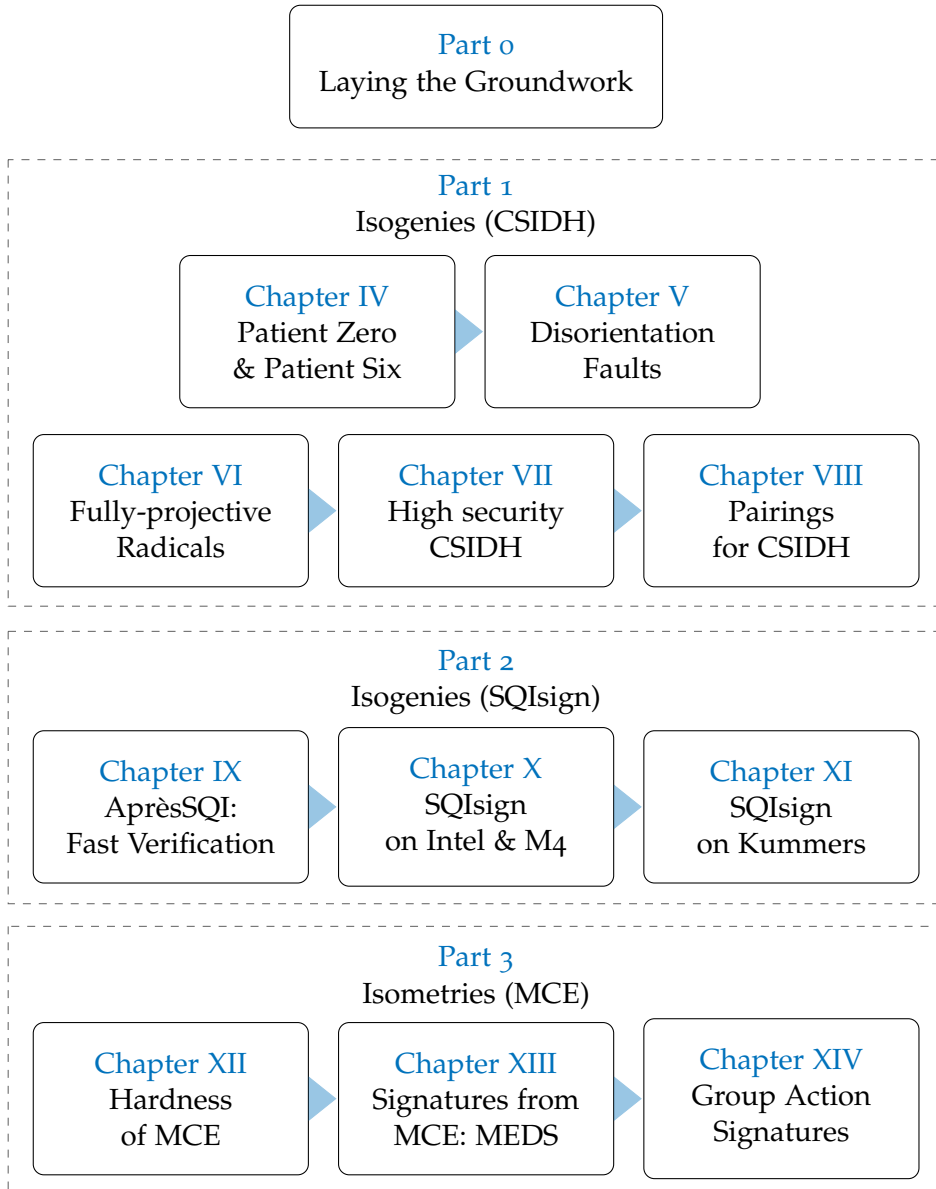 Part 0
Laying the Groundwork
Part 1
Isogenies (CSIDH)
Chapter IV
Patient Zero
& Patient Six
Chapter V
Disorientation
Faults
Chapter VI
Fully-projective
Radicals
Chapter VII
High security
CSIDH
Chapter VIII
Pairings
for CSIDH
Part 2
Isogenies (SQIsign)
Chapter IX
AprèsSQI:
Fast Verification
Chapter X
SQIsign
on Intel & M4
Chapter XI
SQIsign
on Kummers
Part 3
Isometries (MCE)
Chapter XII
Hardness
of MCE
Chapter XIII
Signatures from
MCE: MEDS
Chapter XIV
Group Action
Signatures